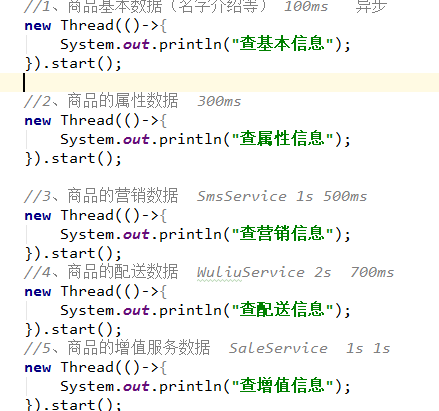 //1、商品基本数据（名字介绍等） 100ms   异步
new Thread(()->{
    System.out.println("查基本信息");
}).start();
//2、商品的属性数据  300ms
new Thread(()->{
    System.out.println("查属性信息");
}).start();
//3、商品的营销数据  SmsService 1s 500ms
new Thread(()->{
    System.out.println("查营销信息");
}).start();
//4、商品的配送数据  WuliuService 2s  700ms
new Thread(()->{
    System.out.println("查配送信息");
}).start();
//5、商品的增值服务数据  SaleService  1s 1s
new Thread(()->{
    System.out.println("查增值信息");
}).start();